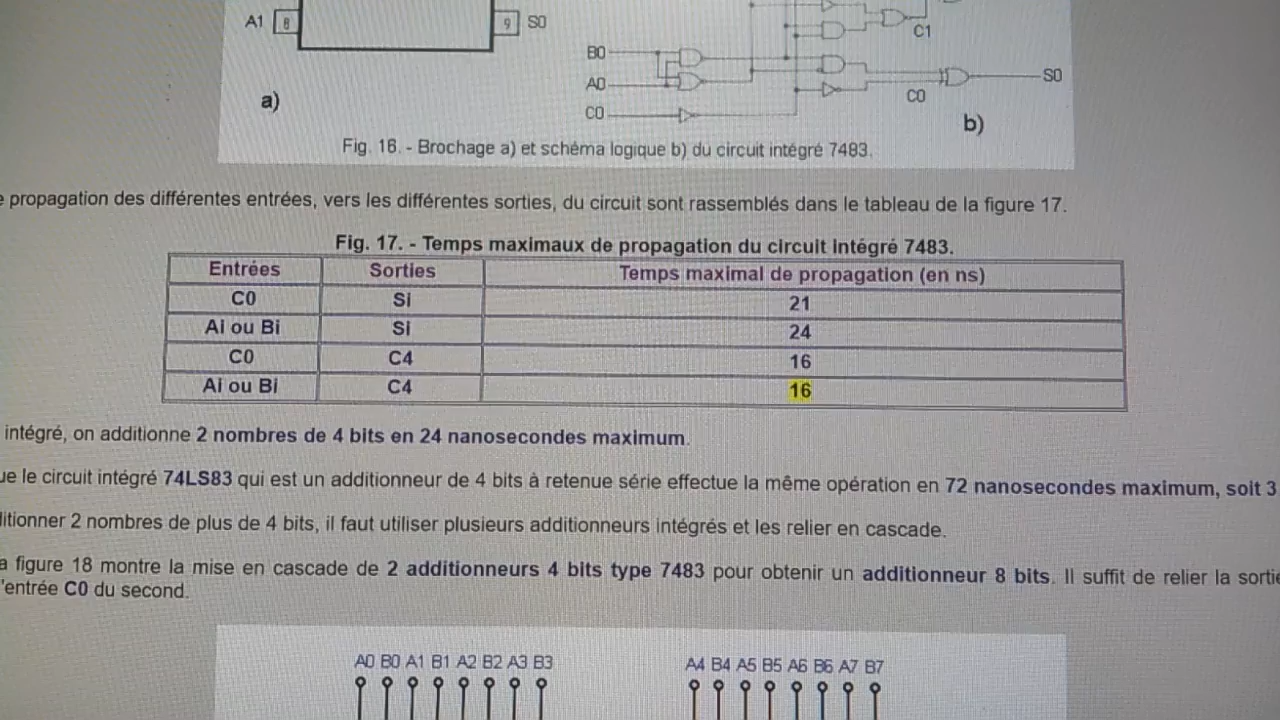 A1 8
9 S0
C1
B0
A0
C0
C0
S0
a)
b)
Fig. 16. - Brochage a) et schéma logique b) du circuit intégré 7483.
propagation des différentes entrées, vers les différentes sorties, du circuit sont rassemblés dans le tableau de la figure 17.
Fig. 17. - Temps maximaux de propagation du circuit intégré 7483.
Entrées Sorties Temps maximal de propagation (en ns)
C0 Si 21
Ai ou Bi Si 24
C0 C4 16
Ai ou Bi C4 16
intégré, on additionne 2 nombres de 4 bits en 24 nanosecondes maximum.
ue le circuit intégré 74LS83 qui est un additionneur de 4 bits à retenue série effectue la même opération en 72 nanosecondes maximum, soit 3
ditionner 2 nombres de plus de 4 bits, il faut utiliser plusieurs additionneurs intégrés et les relier en cascade.
a figure 18 montre la mise en cascade de 2 additionneurs 4 bits type 7483 pour obtenir un additionneur 8 bits. Il suffit de relier la sortie
'entrée C0 du second.
A0 B0 A1 B1 A2 B2 A3 B3
A4 B4 A5 B5 A6 B6 A7 B7